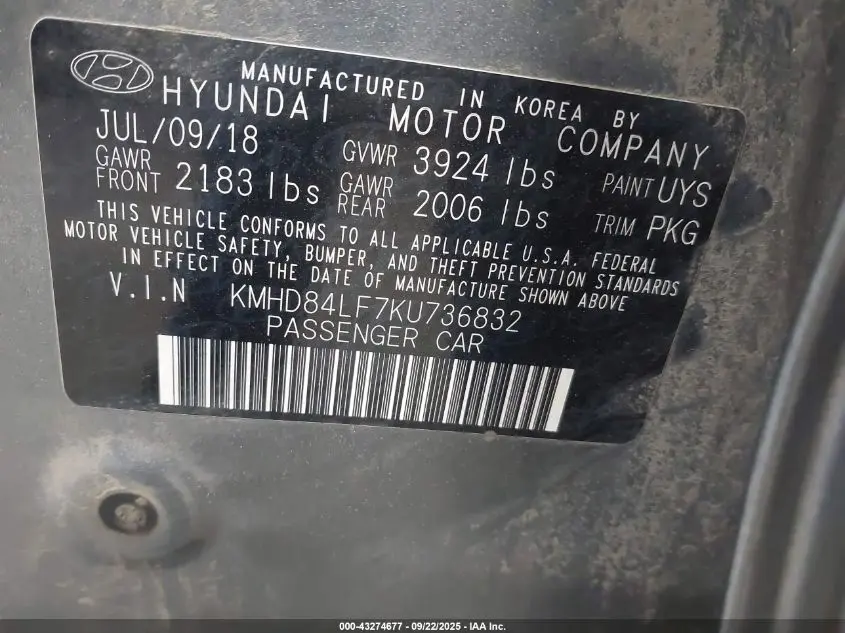 MANUFACTURED IN KOREA BY
HYUNDAI MOTOR COMPANY
JUL/09/18 GVWR 3924 lbs PAINT UYS
GAWR FRONT 2183 lbs GAWR REAR 2006 lbs TRIM PKG
THIS VEHICLE CONFORMS TO ALL APPLICABLE U.S.A. FEDERAL
MOTOR VEHICLE SAFETY, BUMPER, AND THEFT PREVENTION STANDARDS
IN EFFECT ON THE DATE OF MANUFACTURE SHOWN ABOVE
V.I.N KMHD84LF7KU736832
PASSENGER CAR
000-43274677 - 09/22/2025 - IAA Inc.